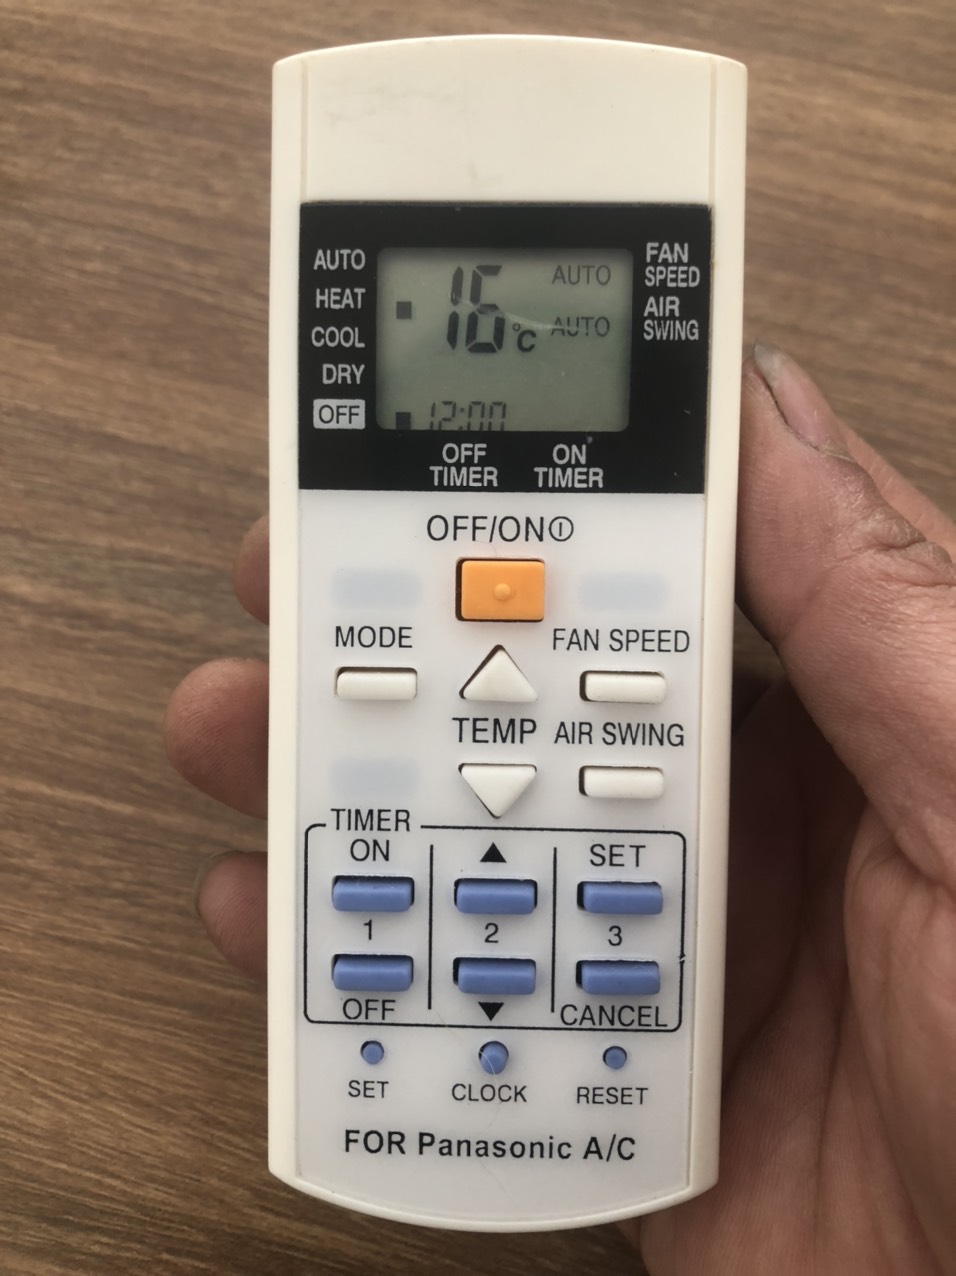 AUTO
HEAT
COOL
DRY
OFF
16°C
AUTO
AUTO
12:00
FAN
SPEED
AIR
SWING
OFF
TIMER
ON
TIMER
OFF/ON
MODE
FAN SPEED
TEMP
AIR SWING
TIMER
ON
▲
SET
1
2
3
OFF
▼
CANCEL
SET
CLOCK
RESET
FOR Panasonic A/C